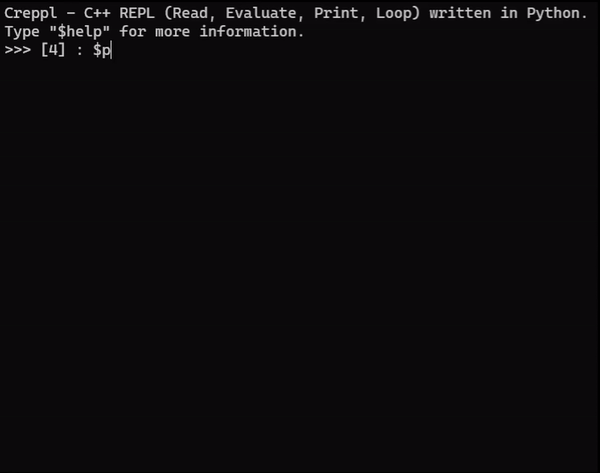 Creppl - C++ REPL (Read, Evaluate, Print, Loop) written in Python.
Type "$help" for more information.
>>> [4] : $p